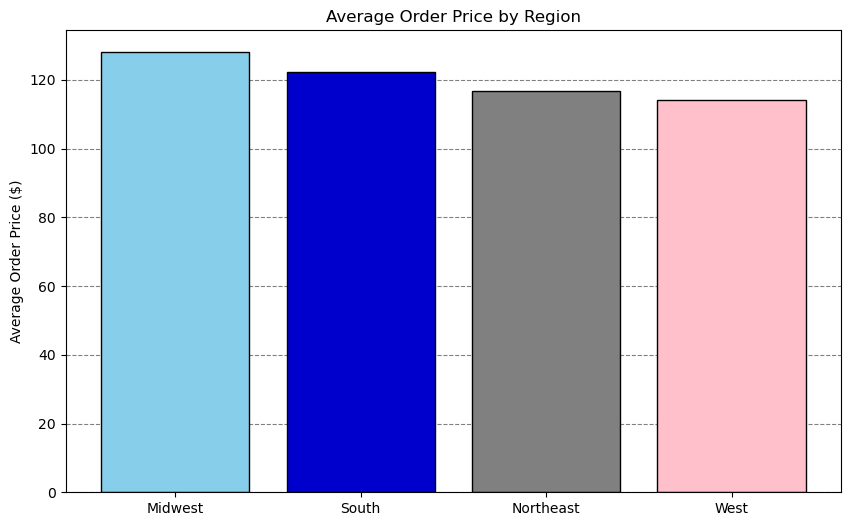 Average Order Price by Region
Average Order Price ($)
120
100
80
60
40
20
0
Midwest
South
Northeast
West